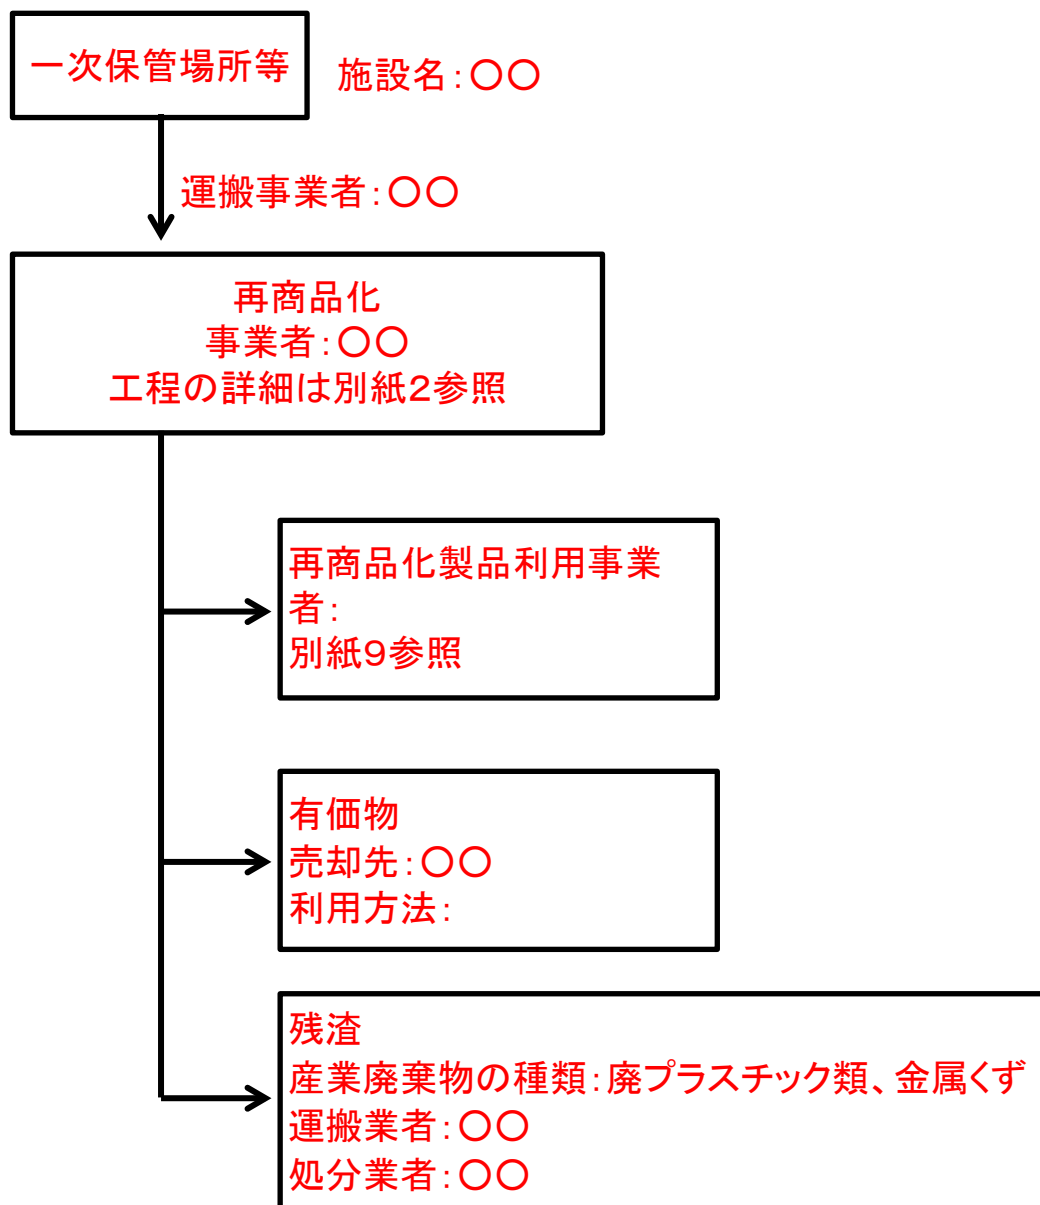 一次保管場所等
施設名:〇〇
運搬事業者:〇〇
再商品化
事業者:〇〇
工程の詳細は別紙2参照
再商品化製品利用事業
者:
別紙9参照
有価物
売却先:〇〇
利用方法:
残渣
産業廃棄物の種類:廃プラスチック類、金属くず
運搬業者:〇〇
処分業者:〇〇